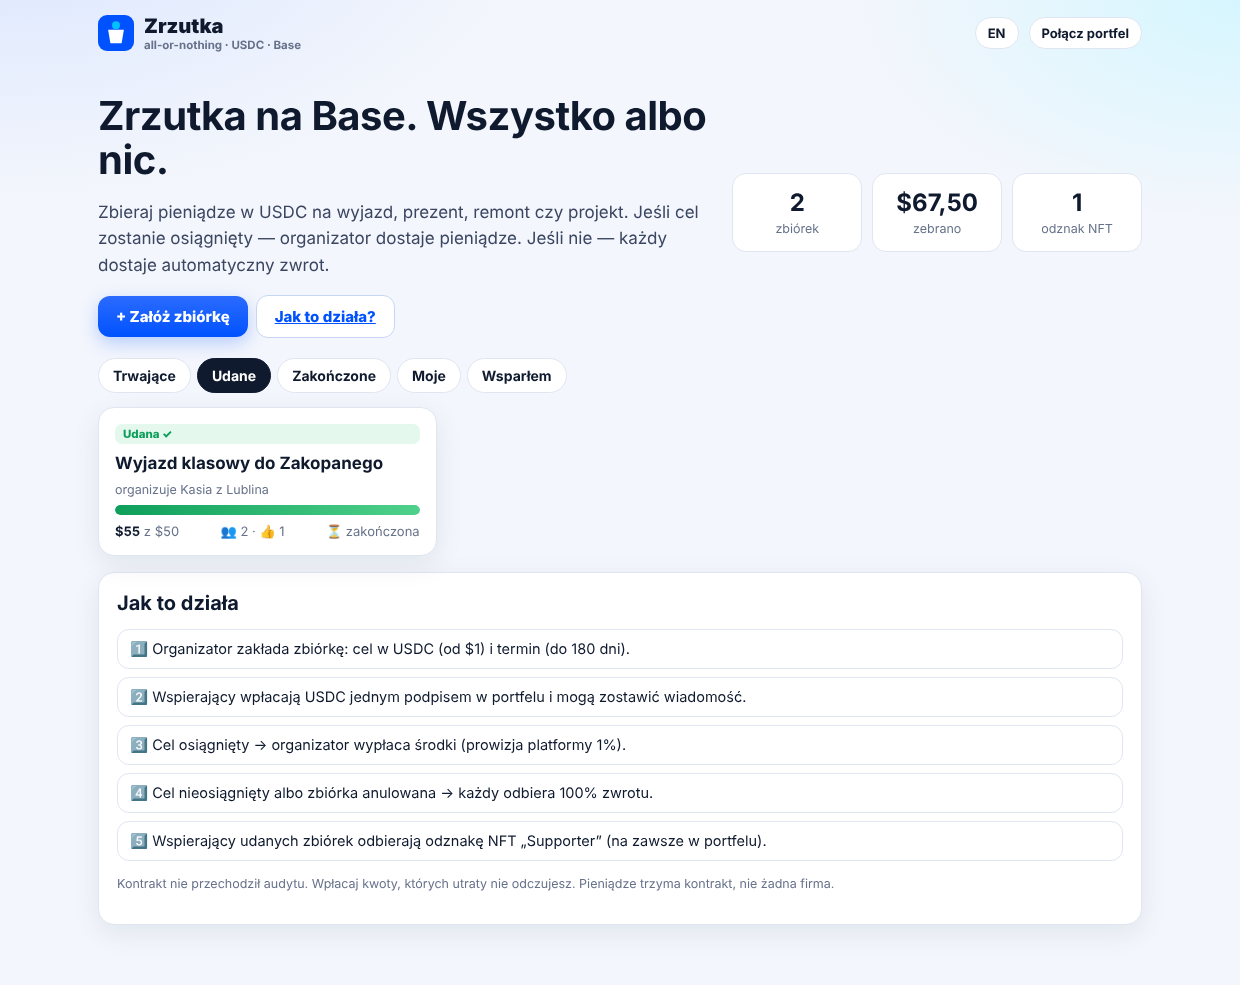 Zrzutka
all-or-nothing · USDC · Base
EN
Połącz portfel
Zrzutka na Base. Wszystko albo
nic.
Zbieraj pieniądze w USDC na wyjazd, prezent, remont czy projekt. Jeśli cel
zostanie osiągnięty — organizator dostaje pieniądze. Jeśli nie — każdy
dostaje automatyczny zwrot.
2
zbiórek
$67,50
zebrano
1
odznak NFT
+ Załóż zbiórkę
Jak to działa?
Trwające
Udane
Zakończone
Moje
Wsparłem
Udana ✓
Wyjazd klasowy do Zakopanego
organizuje Kasia z Lublina
$55 z $50
👥 2 · 👍 1
⏳ zakończona
Jak to działa
1️⃣ Organizator zakłada zbiórkę: cel w USDC (od $1) i termin (do 180 dni).
2️⃣ Wspierający wpłacają USDC jednym podpisem w portfelu i mogą zostawić wiadomość.
3️⃣ Cel osiągnięty → organizator wypłaca środki (prowizja platformy 1%).
4️⃣ Cel nieosiągnięty albo zbiórka anulowana → każdy odbiera 100% zwrotu.
5️⃣ Wspierający udanych zbiórek odbierają odznakę NFT „Supporter” (na zawsze w portfelu).
Kontrakt nie przechodził audytu. Wpłacaj kwoty, których utraty nie odczujesz. Pieniądze trzyma kontrakt, nie żadna firma.